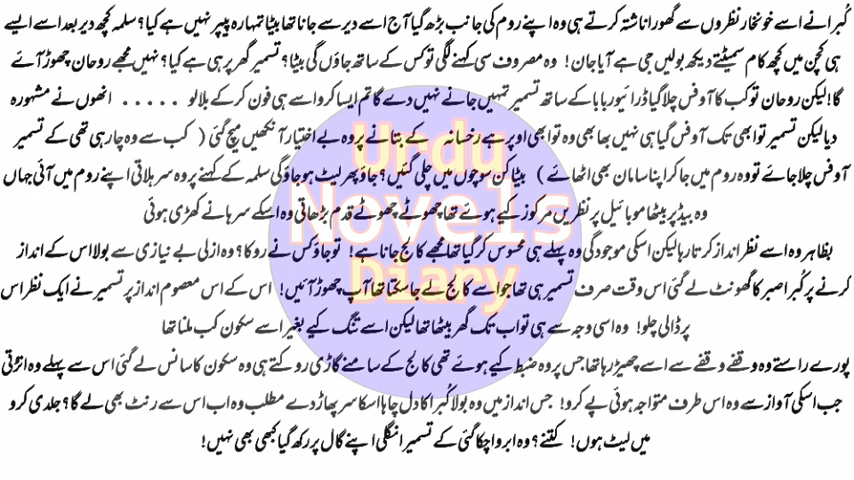 کُبرا نے اسے خونخار نظروں سے گھورا ناشتہ کرتے ہی وہ اپنے روم کی جانب بڑھ گیا آج اسے دیر سے جانا تھا بیٹا تمہارہ پیپر نہیں ہے کیا؟ سلمہ کچھ دیر بعد اسے ایسے
ہی کچن میں کچھ کام سمیٹتے دیکھ بولیں جی ہے آیا جان! وہ مصروف سی کہنے لگی تو کس کے ساتھ جاؤں گی بیٹا؟ تسمیر گھر پر ہی ہے کیا؟ نہیں مجھے روحان چھوڑ آئے
گا! لیکن روحان تو کب کا آوفس چلا گیا ڈرائیور بابا کے ساتھ تسمیر تمہیں جانے نہیں دے گا تم ایسا کرو اسے ہی فون کر کے بلا لو ..... انھوں نے مشہورہ
دیا لیکن تسمیر تو ابھی تک آوفس گیا ہی نہیں بھابھی وہ تو ابھی اوپر ہے رخسانہ کے بتانے پر وہ بے اختیار آنکھیں میچ گئی ( کب سے وہ چا رہی تھی کے تسمیر
آوفس چلا جائے تو وہ روم میں جا کر اپنا سامان بھی اٹھائے ) بیٹا کن سوچوں میں چلی گئیں؟ جاؤ پھر لیٹ ہو جاؤ گی سلمہ کے کہنے پر وہ سر ہلاتی اپنے روم میں آئی جہاں
وہ بیڈ پر بیٹھا موبائیل پر نظریں مرکوز کیے ہوئے تھا چھوٹے چھوٹے قدم بڑھاتی وہ اسکے سرہانے کھڑی ہوئی
بظاہر وہ اسے نظر انداز کرتا رہا لیکن اسکی موجودگی وہ پہلے ہی محسوس کر گیا تھا مجھے کالج جانا ہے! تو جاؤ کس نے روکا؟ وہ ازلی بے نیازی سے بولا اس کے انداز
کرنے پر کُبرا صبر کا گھونٹ لے گئی اس وقت صرف تسمیر ہی تھا جو اسے کالج لے جا سکتا تھا آپ چھوڑ آئیں! اس کے اس معصوم انداز پر تسمیر نے ایک نظر اس
پر ڈالی چلو! وہ اسی وجہ سے ہی تو اب تک گھر بیٹھا تھا لیکن اسے تنگ کیے بغیر اسے سکون کب ملنا تھا
پورے راستے وہ وقفے وقفے سے اسے چھیڑ رہا تھا جس پر وہ ضبط کیے ہوئے تھی کالج کے سامنے گاڑی روکتے ہی وہ سکون کا سانس لے گئی اس سے پہلے وہ اترتی
جب اسکی آواز سے وہ اس طرف متواجہ ہوئی پے کرو! جس انداز میں وہ بولا کُبرا کا دل چاہا اسکا سر پھاڑ دے مطلب وہ اب اس سے رنٹ بھی لے گا؟ جلدی کرو
میں لیٹ ہوں! کتنے؟ وہ ابرو اچکا گئی کے تسمیر انگلی اپنے گال پر رکھ گیا کبھی بھی نہیں!
Urdu
Novels
Diary